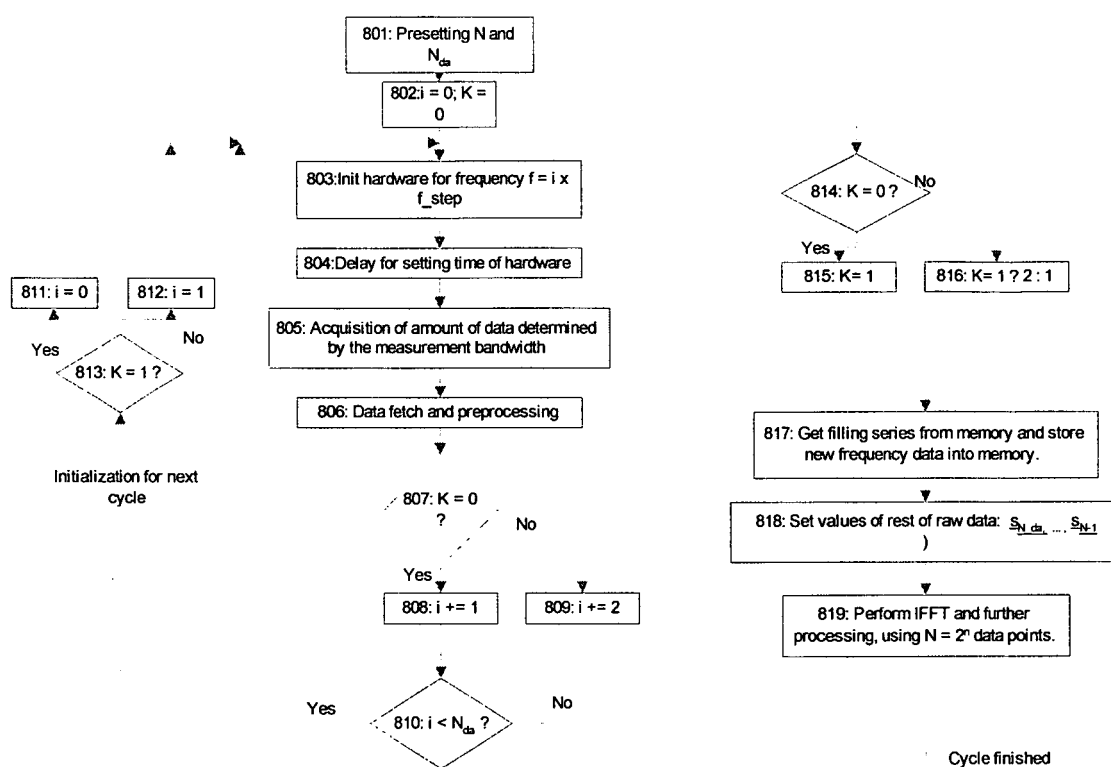 801: Presetting N and
N_da
802:i = 0; K =
0
803:Init hardware for frequency f = i x
f_step
804:Delay for setting time of hardware
805: Acquisition of amount of data determined
by the measurement bandwidth
806: Data fetch and preprocessing
807: K = 0
?
No
Yes
808: i += 1
809: i += 2
810: i < N_da ?
Yes
No
811: i = 0
812: i = 1
Yes
No
813: K = 1 ?
Initialization for next
cycle
814: K = 0 ?
No
Yes
815: K= 1
816: K= 1 ? 2 : 1
817: Get filling series from memory and store
new frequency data into memory.
818: Set values of rest of raw data: S_N_da, ..., S_N-1
)
819: Perform IFFT and further
processing, using N = 2^n data points.
Cycle finished